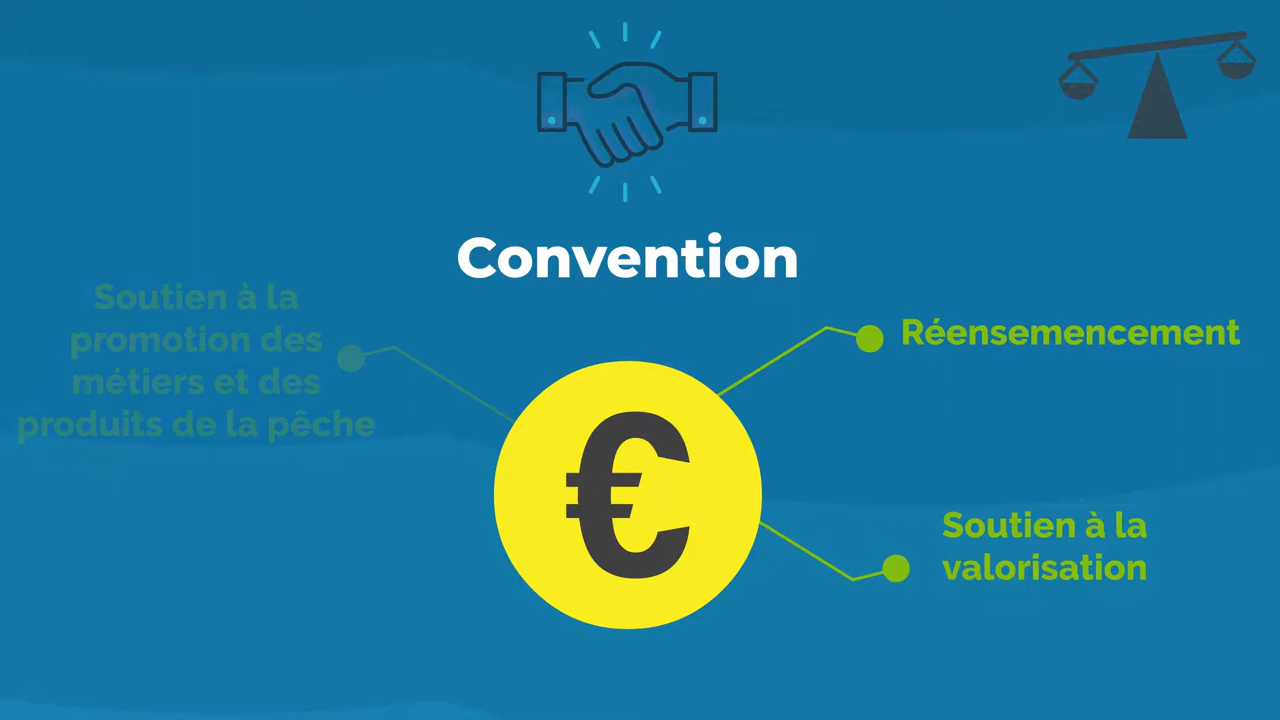 Convention
Soutien à la
promotion des
métiers et des
produits de la pêche
Réensemencement
€
Soutien à la
valorisation